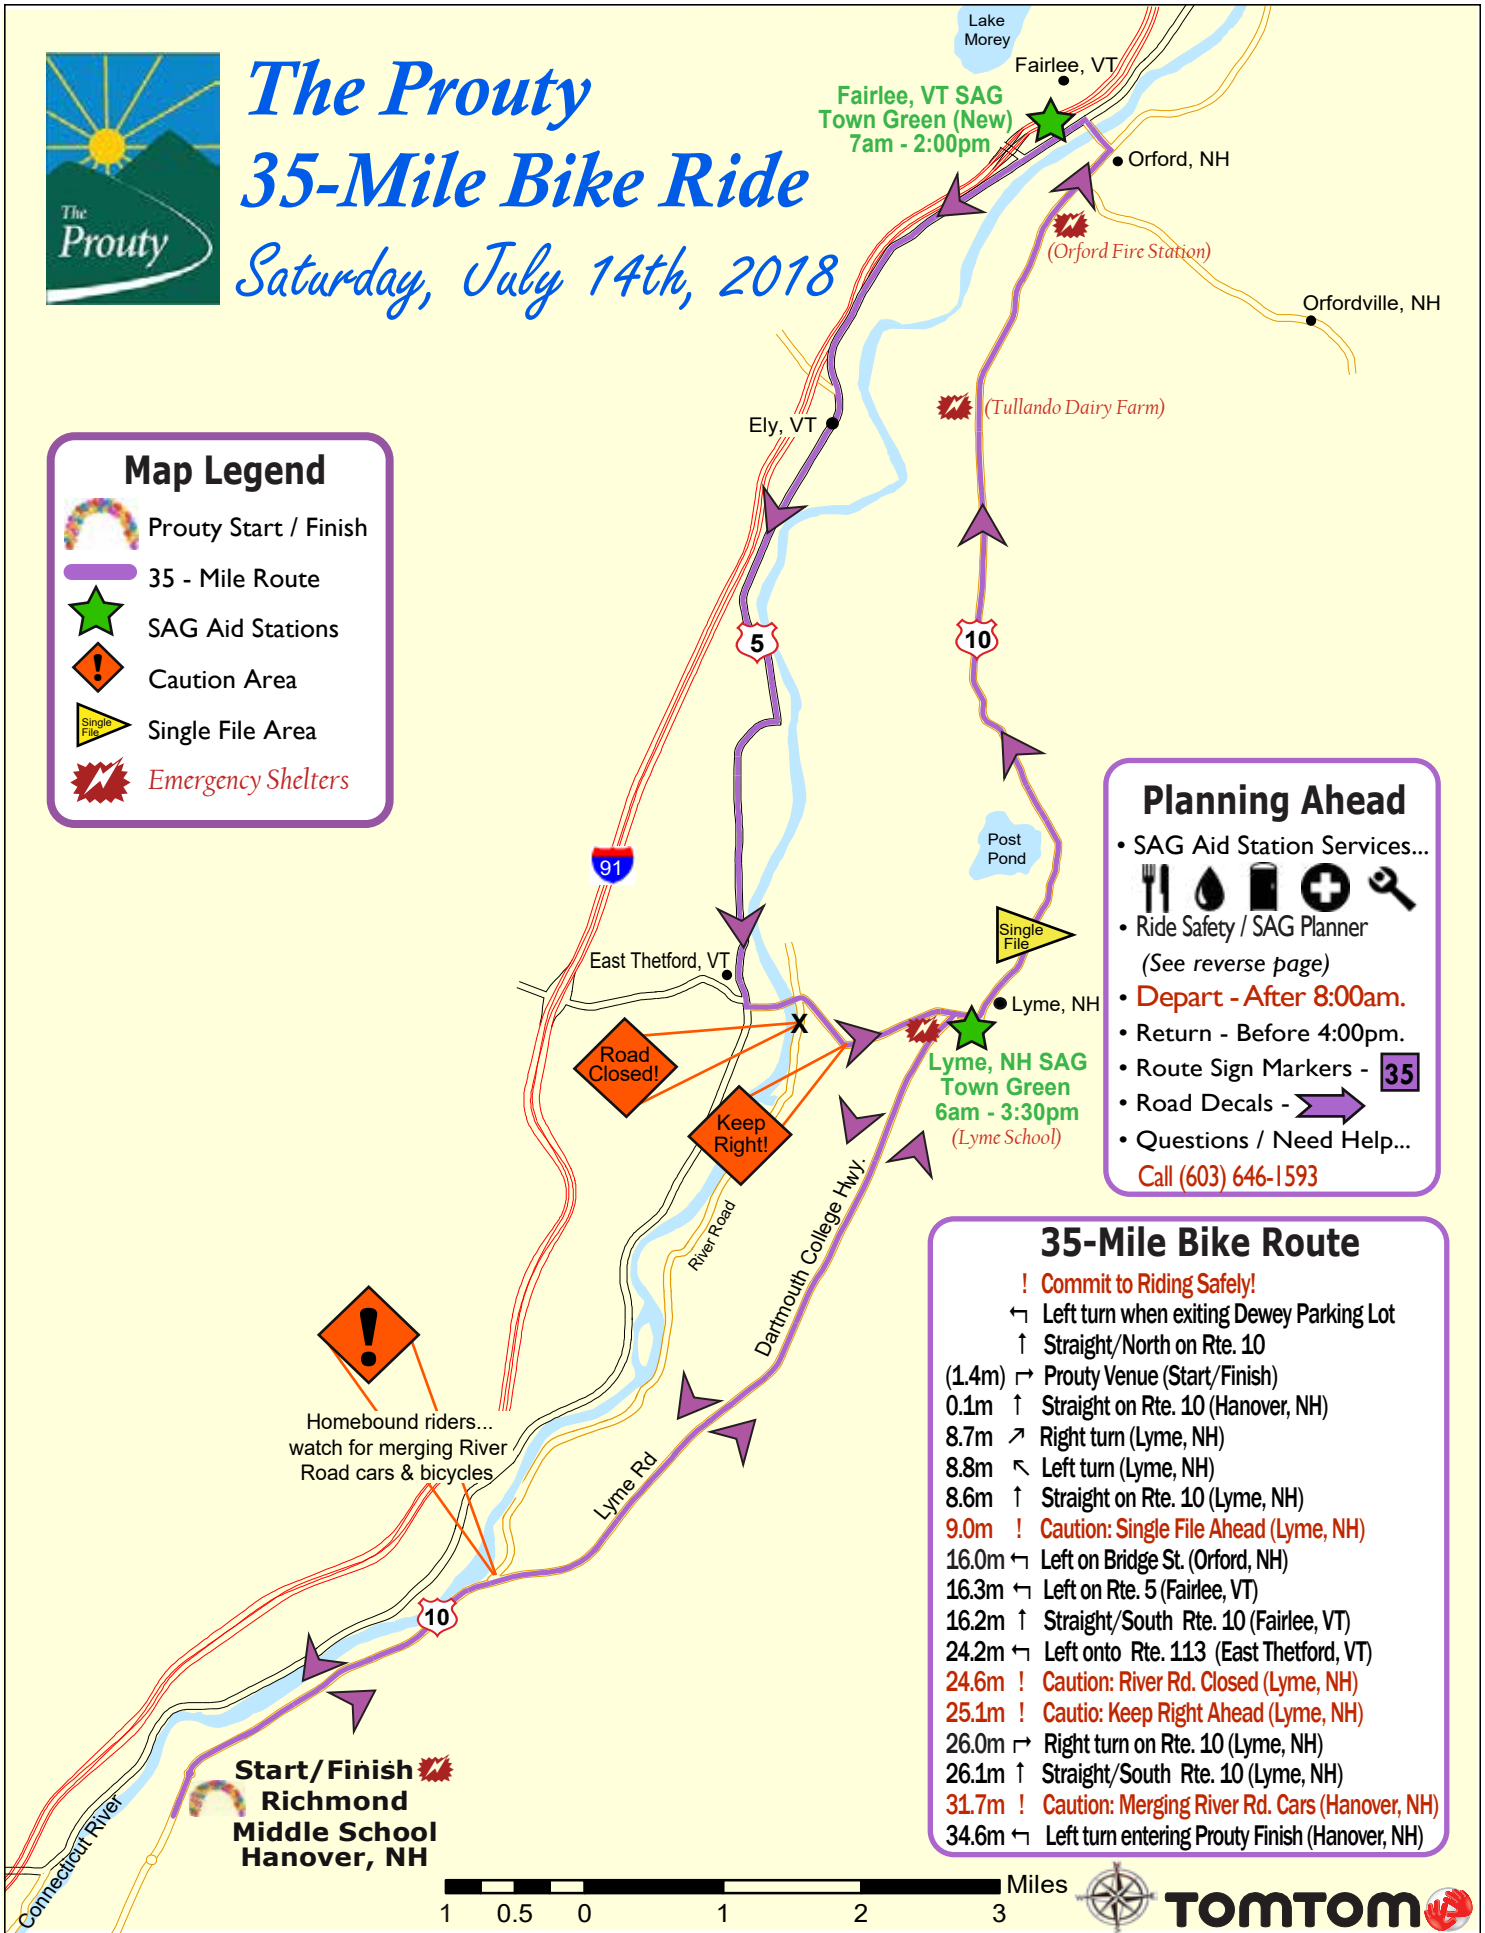 The Prouty
35-Mile Bike Ride
Saturday, July 14th, 2018
The
Prouty
Lake
Morey
Fairlee, VT
Fairlee, VT SAG
Town Green (New)
7am - 2:00pm
Orford, NH
(Orford Fire Station)
Orfordville, NH
(Tullando Dairy Farm)
Ely, VT
Map Legend
Prouty Start / Finish
35 - Mile Route
SAG Aid Stations
!
Caution Area
Single
File
Single File Area
Emergency Shelters
5
10
91
Post
Pond
Single
File
East Thetford, VT
Lyme, NH
X
Road
Closed!
Keep
Right!
Lyme, NH SAG
Town Green
6am - 3:30pm
(Lyme School)
River Road
Dartmouth College Hwy.
Lyme Rd
!
Homebound riders...
watch for merging River
Road cars & bicycles
10
Start/Finish
Richmond
Middle School
Hanover, NH
Connecticut River
Planning Ahead
• SAG Aid Station Services...
• Ride Safety / SAG Planner
(See reverse page)
• Depart - After 8:00am.
• Return - Before 4:00pm.
• Route Sign Markers - 35
• Road Decals -
• Questions / Need Help...
Call (603) 646-1593
35-Mile Bike Route
! Commit to Riding Safely!
↰ Left turn when exiting Dewey Parking Lot
↑ Straight/North on Rte. 10
(1.4m) ↱ Prouty Venue (Start/Finish)
0.1m ↑ Straight on Rte. 10 (Hanover, NH)
8.7m ↗ Right turn (Lyme, NH)
8.8m ↖ Left turn (Lyme, NH)
8.6m ↑ Straight on Rte. 10 (Lyme, NH)
9.0m ! Caution: Single File Ahead (Lyme, NH)
16.0m ↰ Left on Bridge St. (Orford, NH)
16.3m ↰ Left on Rte. 5 (Fairlee, VT)
16.2m ↑ Straight/South Rte. 10 (Fairlee, VT)
24.2m ↰ Left onto Rte. 113 (East Thetford, VT)
24.6m ! Caution: River Rd. Closed (Lyme, NH)
25.1m ! Cautio: Keep Right Ahead (Lyme, NH)
26.0m ↱ Right turn on Rte. 10 (Lyme, NH)
26.1m ↑ Straight/South Rte. 10 (Lyme, NH)
31.7m ! Caution: Merging River Rd. Cars (Hanover, NH)
34.6m ↰ Left turn entering Prouty Finish (Hanover, NH)
Miles
1 0.5 0 1 2 3
TOMTOM